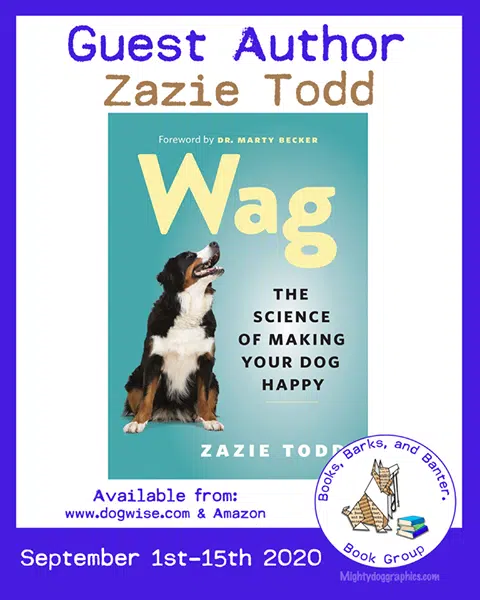 Guest Author
Zazie Todd
Foreword by DR. MARTY BECKER
Wag
THE
SCIENCE
OF MAKING
YOUR DOG
HAPPY
ZAZIE TODD
Available from:
www.dogwise.com & Amazon
Books, Barks, and Banter.
Book Group
September 1st-15th 2020
Mightydoggraphics.com